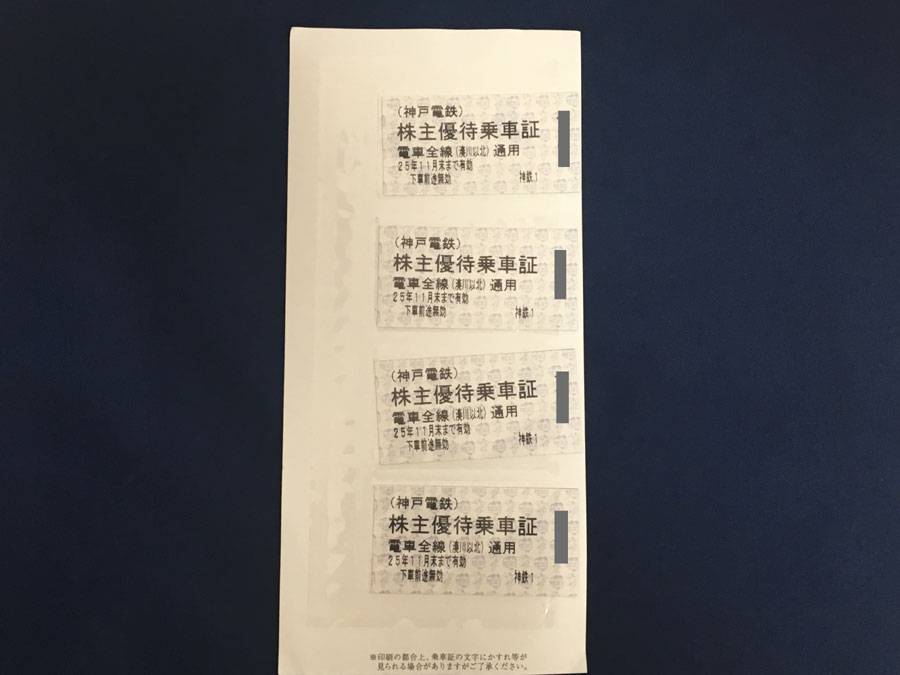 (神戸電鉄)
株主優待乗車証
電車全線(湊川以北)通用
25年11月末まで有効
下車前途無効
神鉄1
(神戸電鉄)
株主優待乗車証
電車全線(湊川以北)通用
25年11月末まで有効
下車前途無効
神鉄1
(神戸電鉄)
株主優待乗車証
電車全線(湊川以北)通用
25年11月末まで有効
下車前途無効
神鉄1
(神戸電鉄)
株主優待乗車証
電車全線(湊川以北)通用
25年11月末まで有効
下車前途無効
神鉄1
※印刷の都合上、乗車証の文字にかすれ等が
見られる場合がありますがご了承ください。